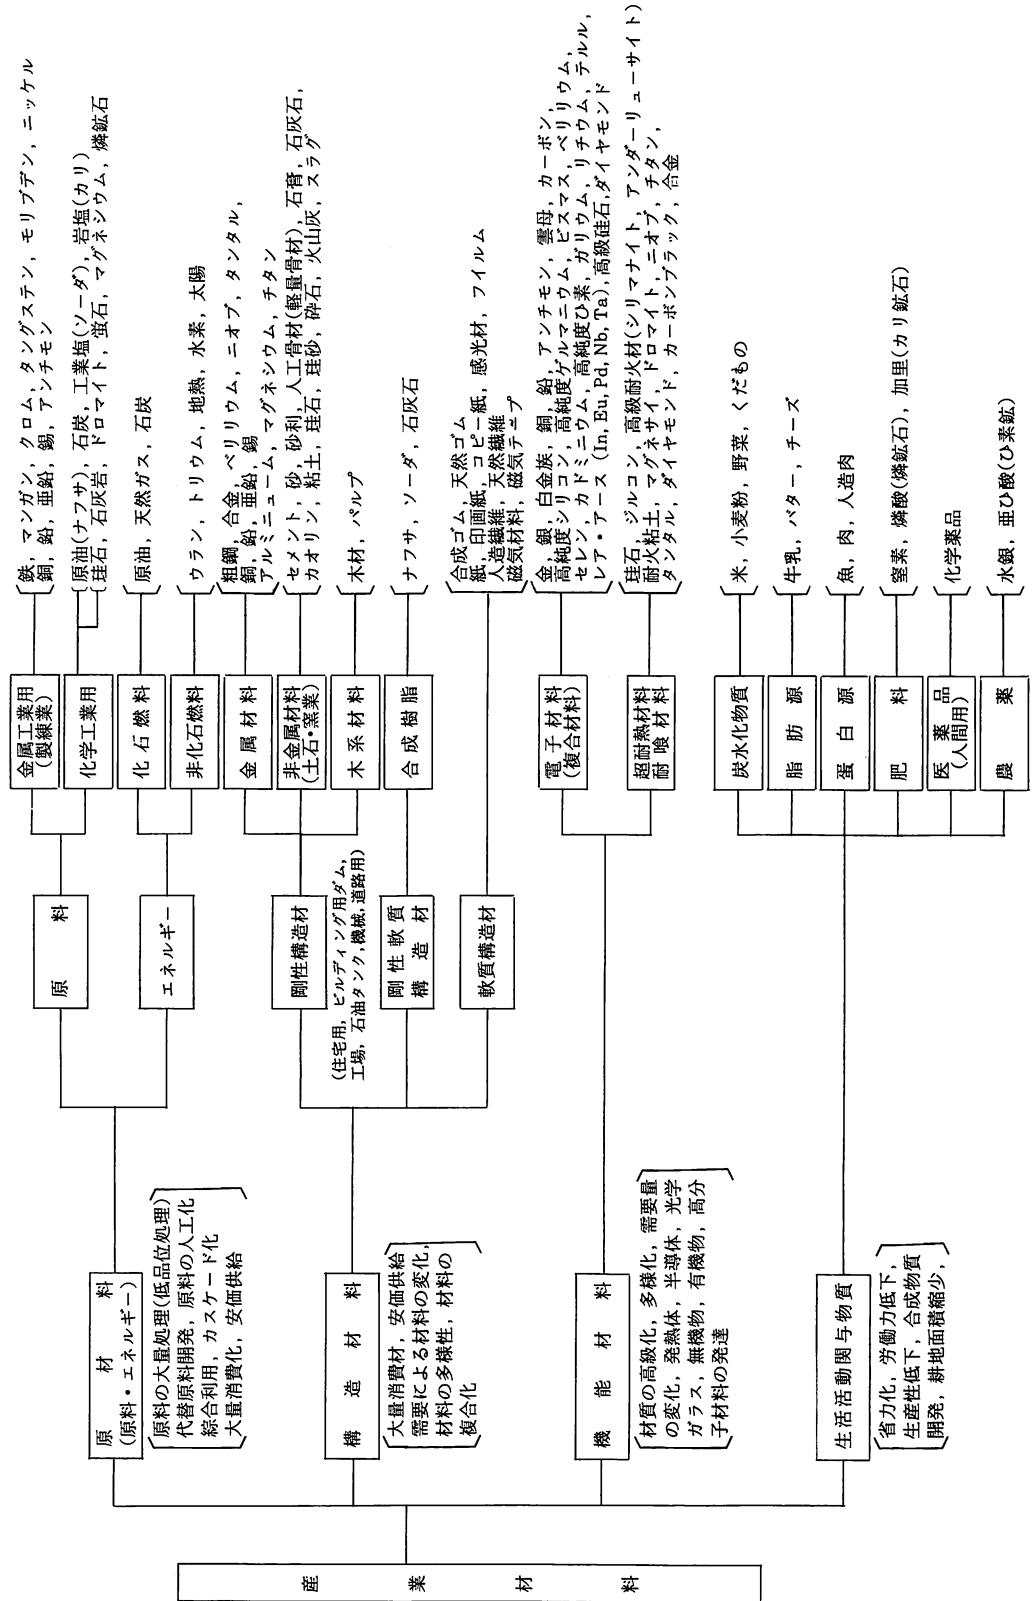 産業材料
原材料
(原料・エネルギー)
原料の大量処理(低品位処理)
代替原料開発, 原料の人工化
綜合利用, カスケード化
大量消費化, 安価供給
原料
金属工業用
(製練業)
鉄, マンガン, クロム, タングステン, モリブデン, ニッケル
銅, 鉛, 亜鉛, 錫, アンチモン
化学工業用
原油(ナフサ), 石炭, 工業塩(ソーダ), 岩塩(カリ)
珪石, 石灰岩, ドロマイト, 蛍石, マグネシウム, 燐鉱石
エネルギー
化石燃料
原油, 天然ガス, 石炭
非化石燃料
ウラン, トリウム, 地熱, 水素, 太陽
構造材料
大量消費材, 安価供給
需要による材料の変化,
材料の多様性, 材料の
複合化
剛性構造材
(住宅用, ビルディング用ダム,
工場, 石油タンク, 機械, 道路用)
金属材料
粗鋼, 合金, ベリリウム, ニオブ, タンタル,
銅, 鉛, 亜鉛, 錫
アルミニューム, マグネシウム, チタン
非金属材料
(土石・窯業)
セメント, 砂, 砂利, 人工骨材(軽量骨材), 石膏, 石灰石,
カオリン, 粘土, 珪石, 珪砂, 砕石, 火山灰, スラグ
木系材料
木材, パルプ
剛性軟質
構造材
合成樹脂
ナフサ, ソーダ, 石灰石
軟質構造材
合成ゴム, 天然ゴム
紙, 印画紙, コピー紙, 感光材, フイルム
人造繊維, 天然繊維
磁気材料, 磁気テープ
機能材料
材質の高級化, 多様化, 需要量
の変化, 発熱体, 半導体, 光学
ガラス, 無機物, 有機物, 高分
子材料の発達
電子材料
(複合材料)
金, 銀, 白金族, 銅, 鉛, アンチモン, 雲母, カーボン,
高純度シリコン, 高純度ゲルマニウム, ビスマス, ベリリウム,
セレン, カドミニウム, 高純度ひ素, ガリウム, リチウム, テルル,
レア・アース (In, Eu, Pd, Nb, Ta), 高級硅石, ダイヤモンド
超耐熱材料
耐喰材料
珪石, ジルコン, 高級耐火材(シリマナイト, アンダーリューサイト)
耐火粘土, マグネサイ, ドロマイト, ニオブ, チタン,
タンタル, ダイヤモンド, カーボンブラック, 合金
生活活動関与物質
省力化, 労働力低下,
生産性低下, 合成物質
開発, 耕地面積縮少,
炭水化物質
米, 小麦粉, 野菜, くだもの
脂肪源
牛乳, バター, チーズ
蛋白源
魚, 肉, 人造肉
肥料
窒素, 燐酸(燐鉱石), 加里(カリ鉱石)
医薬品
(人間用)
化学薬品
農薬
水銀, 亜ひ酸(ひ素鉱)